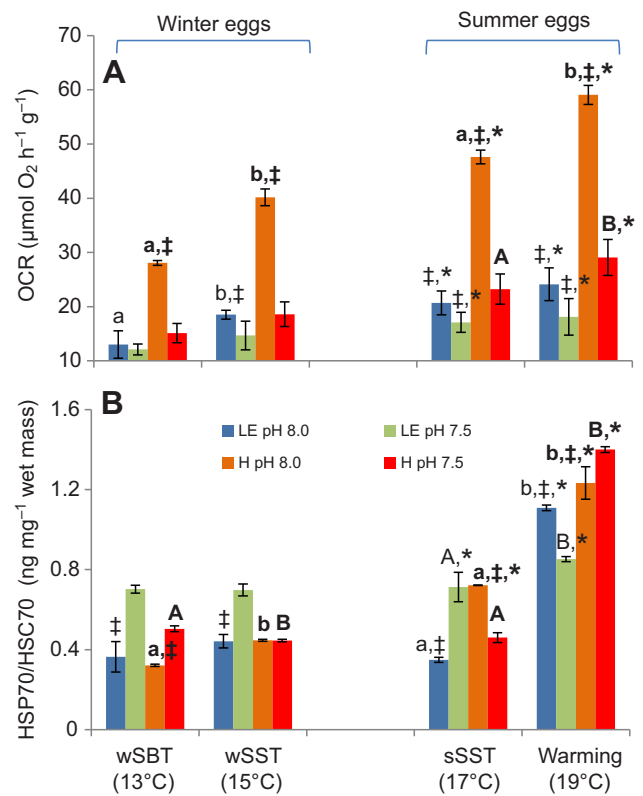 Winter eggs
Summer eggs
70
60
50
40
30
20
10
A
OCR (μmol O₂ h⁻¹ g⁻¹)
a
a,‡
b,‡
b,‡
‡,*
‡,*
a,‡,*
A
‡,*
‡,*
b,‡,*
B,*
B
1.6
1.2
0.8
0.4
0
HSP70/HSC70 (ng mg⁻¹ wet mass)
LE pH 8.0
LE pH 7.5
H pH 8.0
H pH 7.5
‡
a,‡
A
‡
b
B
a,‡
A,*
a,‡,*
A
b,‡,*
B,*
b,‡,*
B,*
wSBT
(13°C)
wSST
(15°C)
sSST
(17°C)
Warming
(19°C)